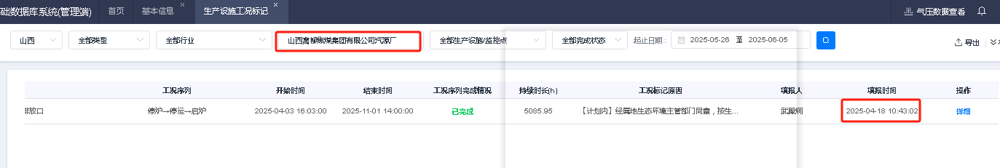 础数据库系统(管理端) 首页 基本信息 × 生产设施工况标记 × 气压数据查看
山西 全部类型 全部行业 山西离柳焦煤集团有限公司汽源厂 全部生产设施/监控点 全部完成状态 起止日期: 2025-05-26 至 2025-06-05 导出
工况序列 开始时间 结束时间 工况序列完成情况 持续时长(h) 工况标记原因 填报人 填报时间 操作
排放口 停炉→停运→启炉 2025-04-03 16:03:00 2025-11-01 14:00:00 已完成 5085.95 【计划内】经属地生态环境主管部门同意，按生... 武殿炯 2025-04-18 10:43:02 详细